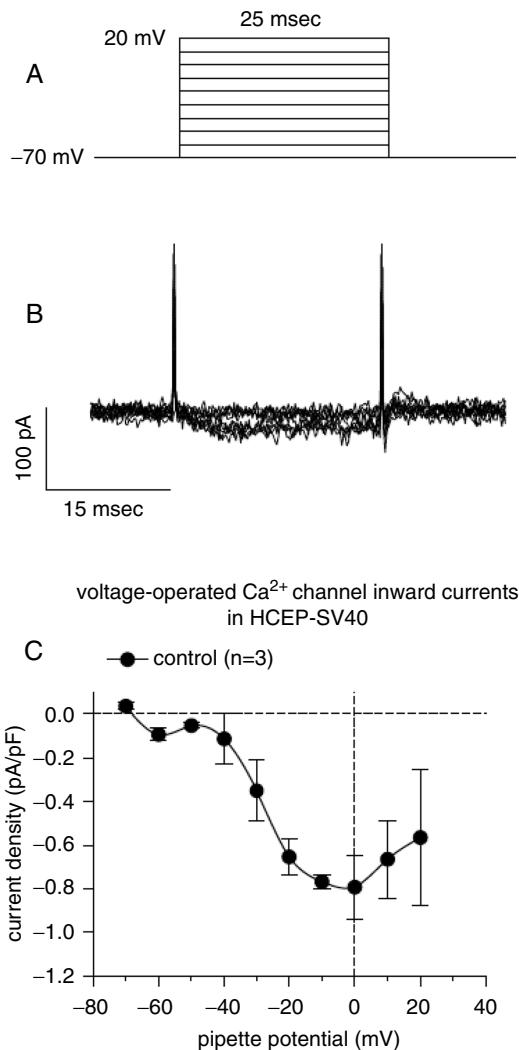 25 msec
20 mV
A
−70 mV
B
100 pA
15 msec
voltage-operated Ca²⁺ channel inward currents
in HCEP-SV40
C
control (n=3)
0.0
−0.2
−0.4
−0.6
−0.8
−1.0
−1.2
current density (pA/pF)
−80 −60 −40 −20 0 20 40
pipette potential (mV)